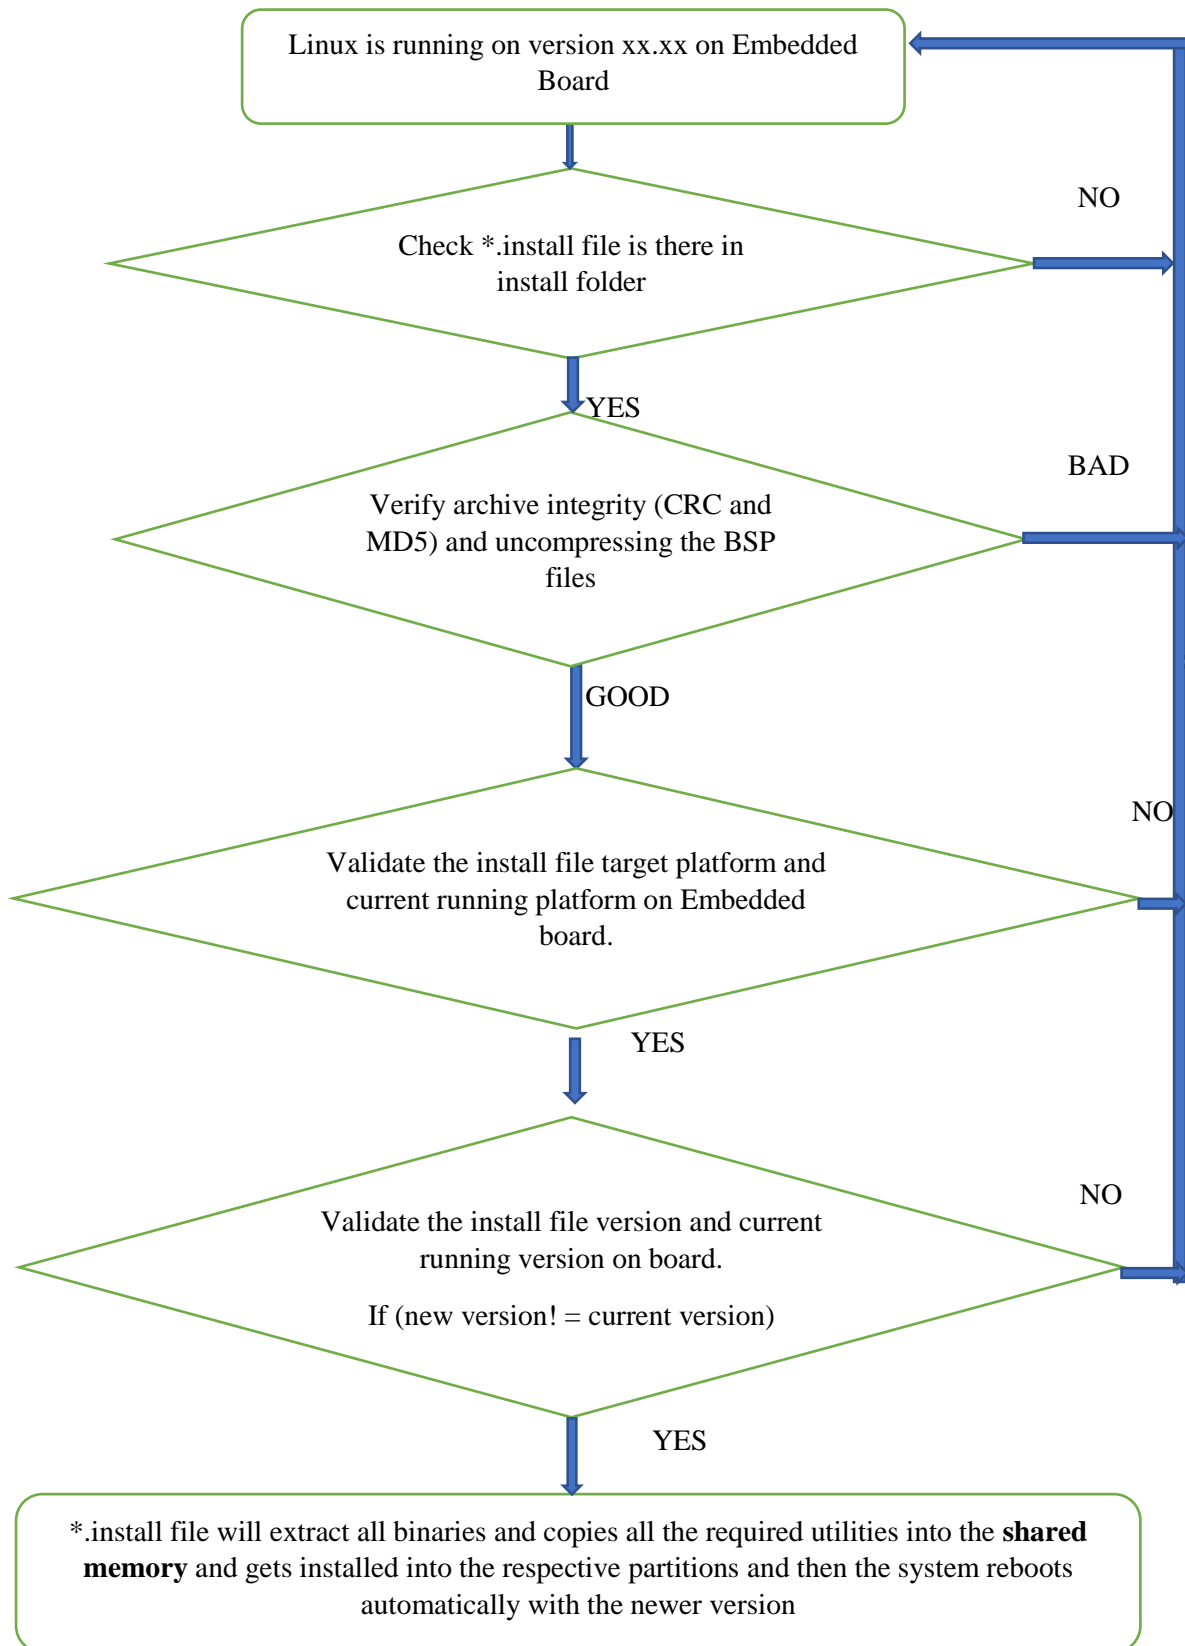 Linux is running on version xx.xx on Embedded
Board
NO
Check *.install file is there in
install folder
YES
BAD
Verify archive integrity (CRC and
MD5) and uncompressing the BSP
files
GOOD
NO
Validate the install file target platform and
current running platform on Embedded
board.
YES
NO
Validate the install file version and current
running version on board.
If (new version! = current version)
YES
*.install file will extract all binaries and copies all the required utilities into the shared
memory and gets installed into the respective partitions and then the system reboots
automatically with the newer version